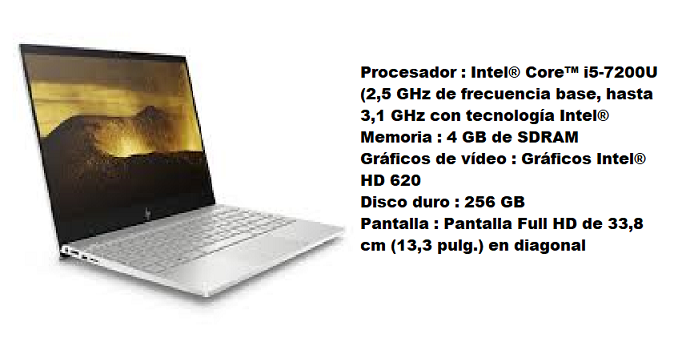 Procesador : Intel® Core™ i5-7200U
(2,5 GHz de frecuencia base, hasta
3,1 GHz con tecnología Intel®
Memoria : 4 GB de SDRAM
Gráficos de vídeo : Gráficos Intel®
HD 620
Disco duro : 256 GB
Pantalla : Pantalla Full HD de 33,8
cm (13,3 pulg.) en diagonal